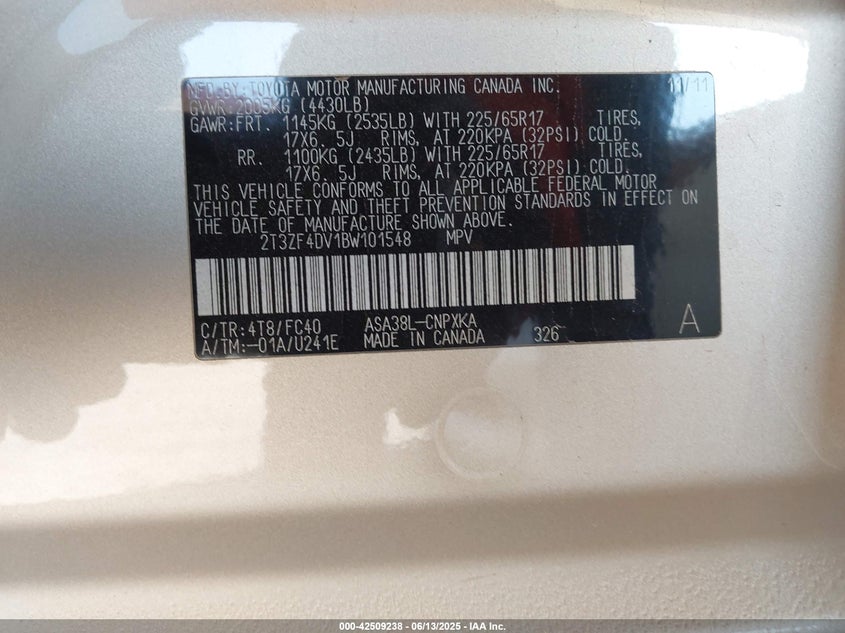 MFD BY:TOYOTA MOTOR MANUFACTURING CANADA INC. 11/11
GVWR 2005KG (4430LB)
GAWR:FRT. 1145KG (2535LB) WITH 225/65R17 TIRES,
17X6. 5J RIMS, AT 220KPA (32PSI) COLD.
RR. 1100KG (2435LB) WITH 225/65R17 TIRES,
17X6. 5J RIMS, AT 220KPA (32PSI) COLD.
THIS VEHICLE CONFORMS TO ALL APPLICABLE FEDERAL MOTOR
VEHICLE SAFETY AND THEFT PREVENTION STANDARDS IN EFFECT ON
THE DATE OF MANUFACTURE SHOWN ABOVE.
2T3ZF4DV1BW101548 MPV
C/TR:4T8/FC40 ASA38L-CNPXKA
A/TM:-01A/U241E MADE IN CANADA 326 A
000-42509238 - 06/13/2025 - IAA Inc.